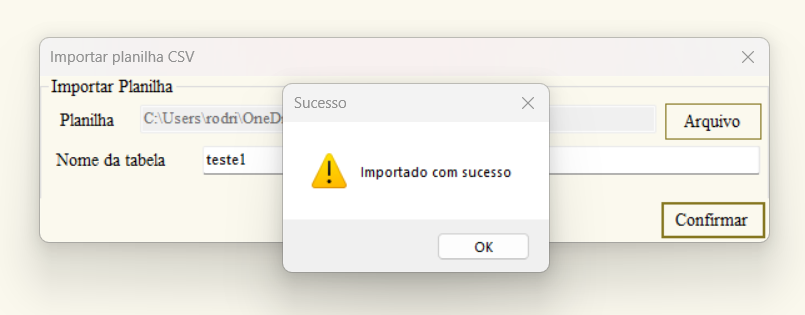 Importar planilha CSV
Importar Planilha
Planilha C:\Users\rodri\OneD
Arquivo
Nome da tabela teste1
Confirmar
Sucesso
Importado com sucesso
OK